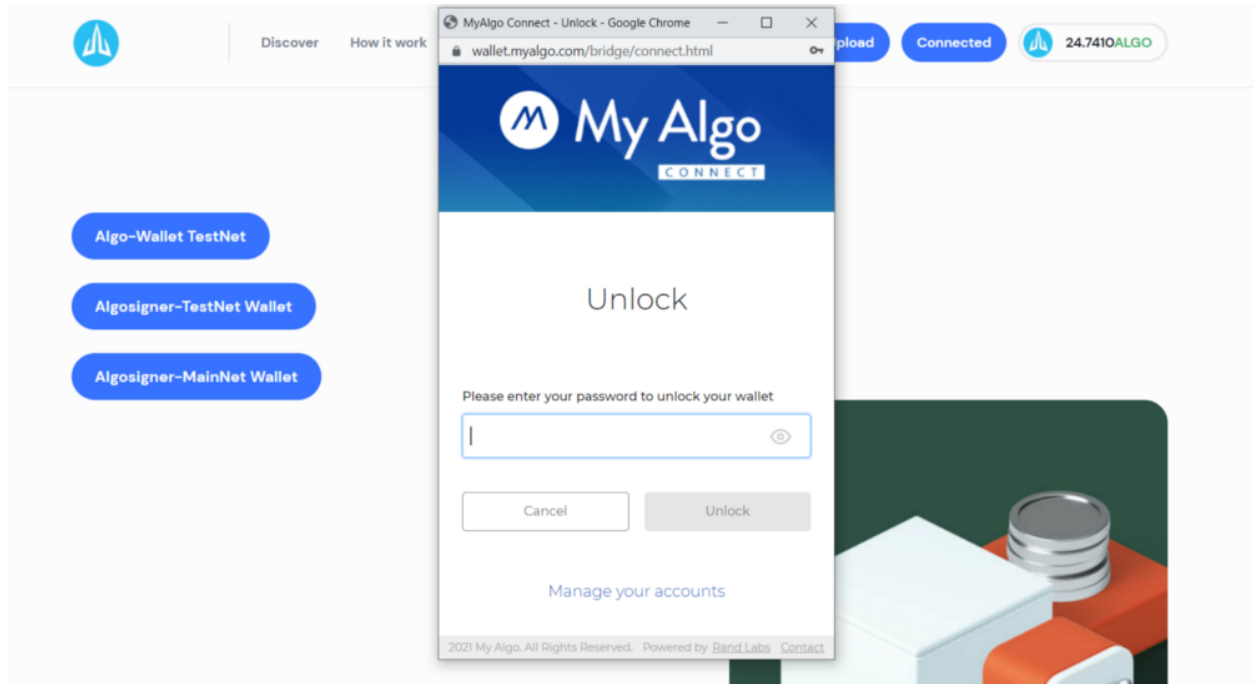 MyAlgo Connect - Unlock - Google Chrome
wallet.myalgo.com/bridge/connect.html
Discover How it work
pload Connected 24.7410ALGO
My Algo
CONNECT
Algo-Wallet TestNet
Algosigner-TestNet Wallet
Algosigner-MainNet Wallet
Unlock
Please enter your password to unlock your wallet
Cancel Unlock
Manage your accounts
2021 My Algo. All Rights Reserved. Powered by Rand Labs Contact